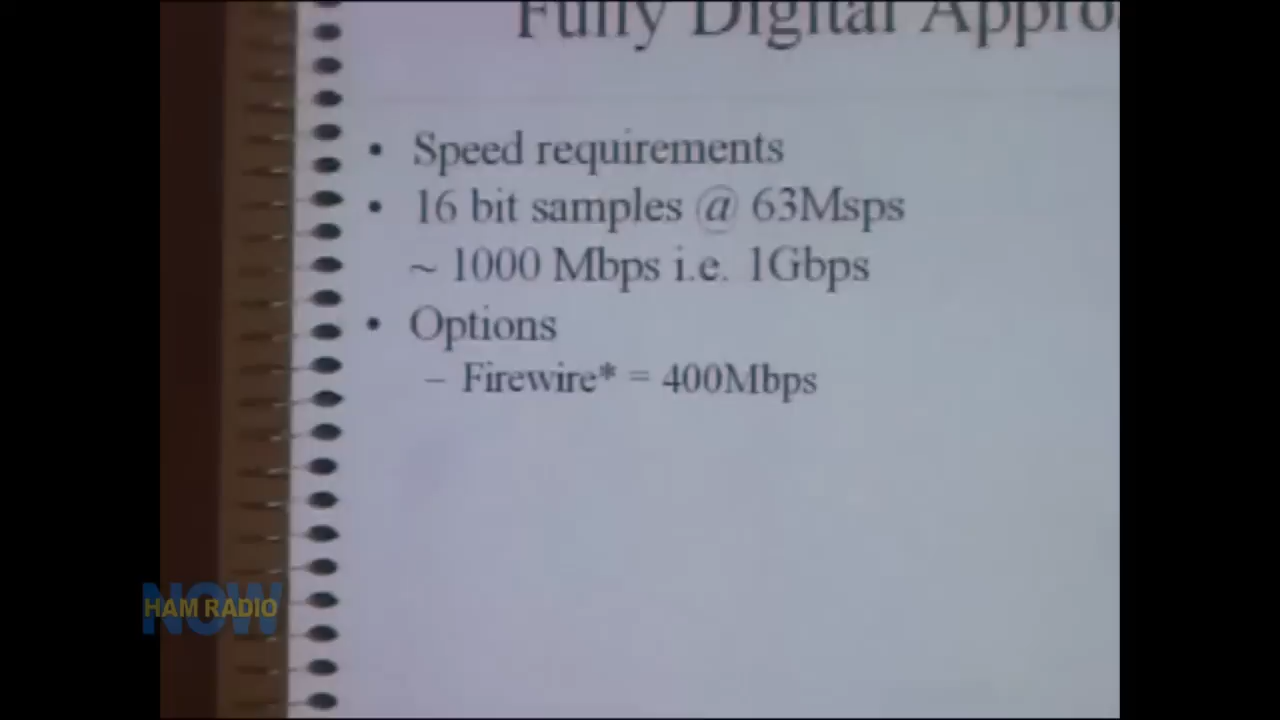 Fully Digital Appro
• Speed requirements
• 16 bit samples @ 63Msps
~ 1000 Mbps i.e. 1Gbps
• Options
– Firewire* = 400Mbps
NOW
HAM RADIO